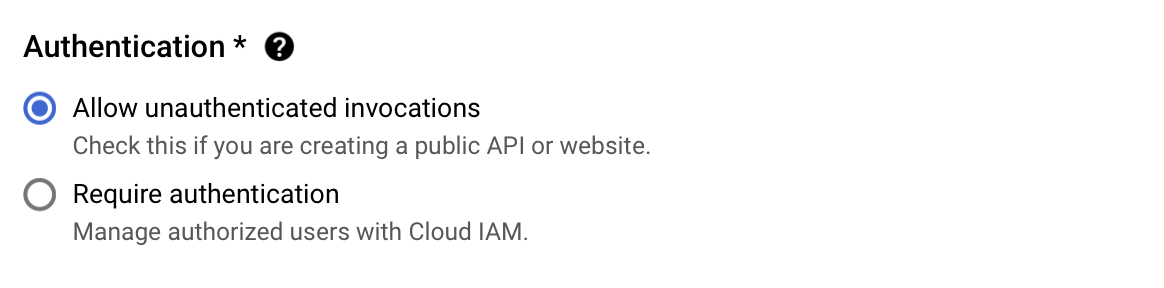 Authentication *
Allow unauthenticated invocations
Check this if you are creating a public API or website.
Require authentication
Manage authorized users with Cloud IAM.